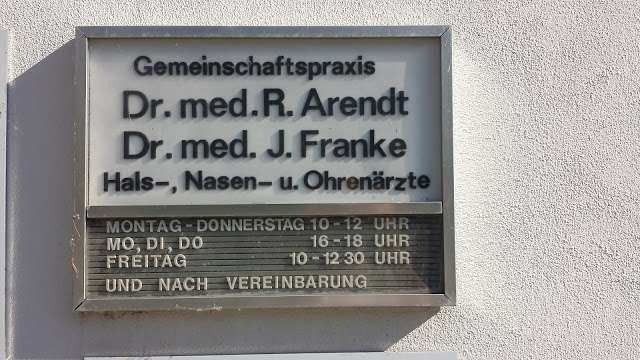 Gemeinschaftspraxis
Dr. med. R. Arendt
Dr. med. J. Franke
Hals-, Nasen- u. Ohrenärzte
MONTAG - DONNERSTAG 10 - 12 UHR
MO, DI, DO 16 - 18 UHR
FREITAG 10 - 12 30 UHR
UND NACH VEREINBARUNG